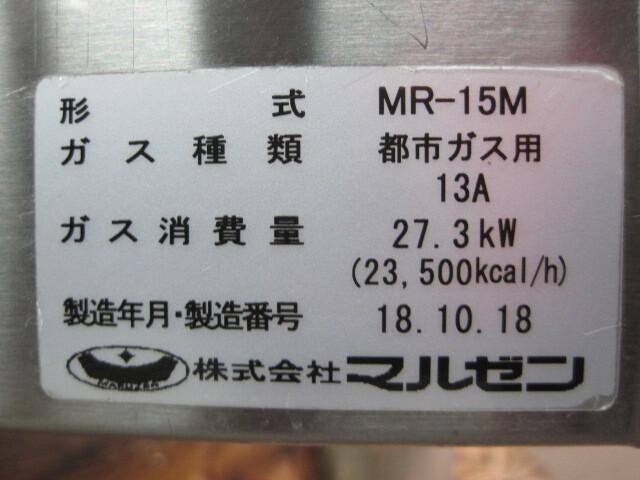 形 式 MR-15M
ガス種類 都市ガス用
13A
ガス消費量 27.3kW
(23,500kcal/h)
製造年月・製造番号 18.10.18
MARUZEN 株式会社 マルゼン